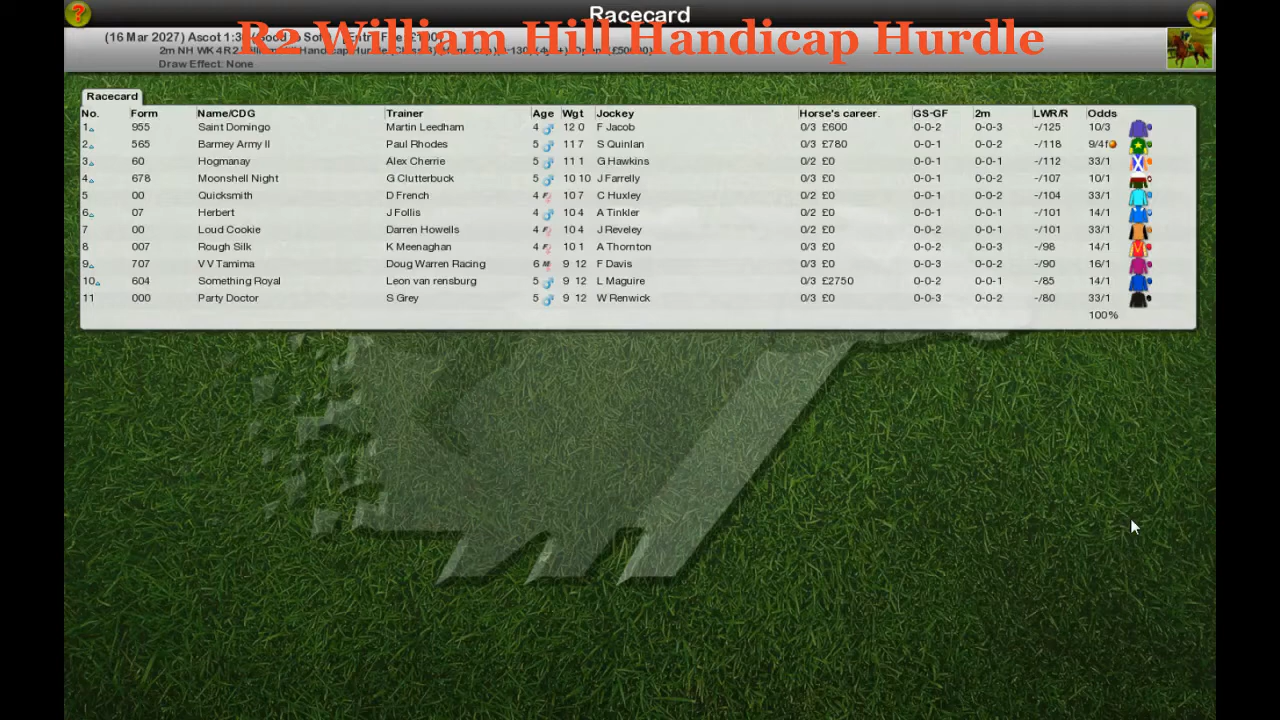 Racecard
R2 William Hill Handicap Hurdle
(16 Mar 2027) Ascot
Draw Effect: None
Racecard
No. Form Name/CDG Trainer Age Wgt Jockey Horse's career. GS-GF 2m LWR/R Odds
1 955 Saint Domingo Martin Leedham 4 12 0 F Jacob 0/3 £600 0-0-2 0-0-3 -/125 10/3
2 565 Barney Army II Paul Rhodes 5 11 7 S Quinlan 0/3 £780 0-0-1 0-0-2 -/118 9/4f
3 60 Hogmanay Alex Cherrie 5 11 1 G Hawkins 0/2 £0 0-0-1 0-0-1 -/112 33/1
4 678 Moonshell Night G Clutterbuck 5 10 10 J Farrelly 0/3 £0 0-0-1 0-0-2 -/107 10/1
5 00 Quicksmith D French 4 10 7 C Huxley 0/2 £0 0-0-1 0-0-2 -/104 33/1
6 07 Herbert J Follis 4 10 4 A Tinkler 0/2 £0 0-0-1 0-0-1 -/101 14/1
7 00 Loud Cookie Darren Howells 4 10 4 J Reveley 0/2 £0 0-0-2 0-0-1 -/101 33/1
8 007 Rough Silk K Meenaghan 4 10 1 A Thornton 0/3 £0 0-0-2 0-0-3 -/98 14/1
9 707 V V Tamima Doug Warren Racing 6 9 12 F Davis 0/3 £0 0-0-3 0-0-2 -/90 16/1
10 604 Something Royal Leon van rensburg 5 9 12 L Maguire 0/3 £2750 0-0-2 0-0-1 -/85 14/1
11 000 Party Doctor S Grey 5 9 12 W Renwick 0/3 £0 0-0-3 0-0-2 -/80 33/1
100%